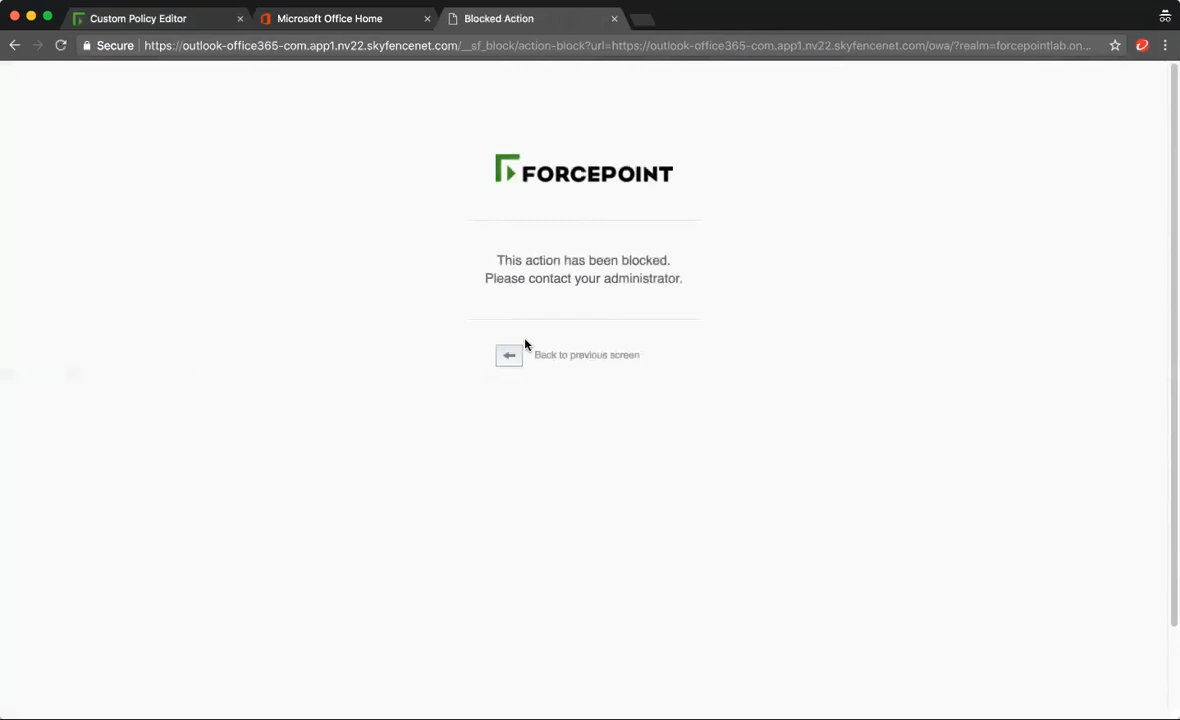 Custom Policy Editor
Microsoft Office Home
Blocked Action
Secure
https://outlook-office365-com.app1.nv22.skyfencenet.com/__sf_block/action-block?url=https://outlook-office365-com.app1.nv22.skyfencenet.com/owa/?realm=forcepointlab.on...
FORCEPOINT
This action has been blocked.
Please contact your administrator.
Back to previous screen